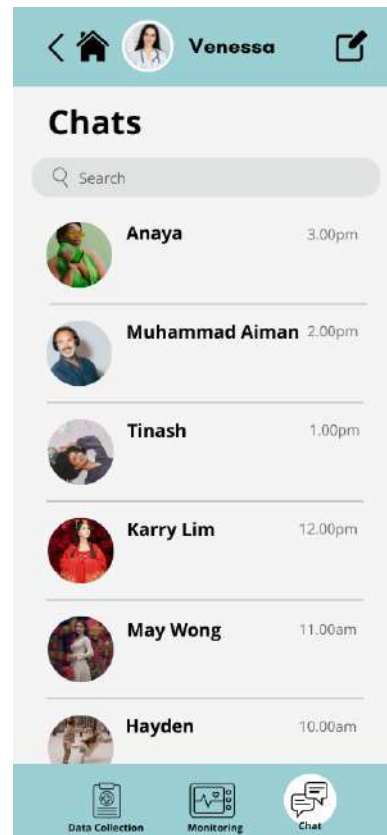 Venessa
Chats
Search
Anaya 3.00pm
Muhammad Aiman 2.00pm
Tinash 1.00pm
Karry Lim 12.00pm
May Wong 11.00am
Hayden 10.00am
Data Collection Monitoring Chat